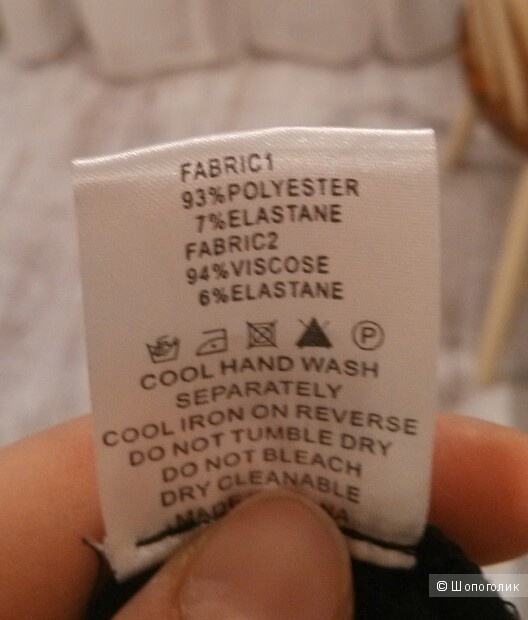 FABRIC1
93%POLYESTER
7%ELASTANE
FABRIC2
94%VISCOSE
6%ELASTANE
P
COOL HAND WASH
SEPARATELY
COOL IRON ON REVERSE
DO NOT TUMBLE DRY
DO NOT BLEACH
DRY CLEANABLE
© Шопоголик